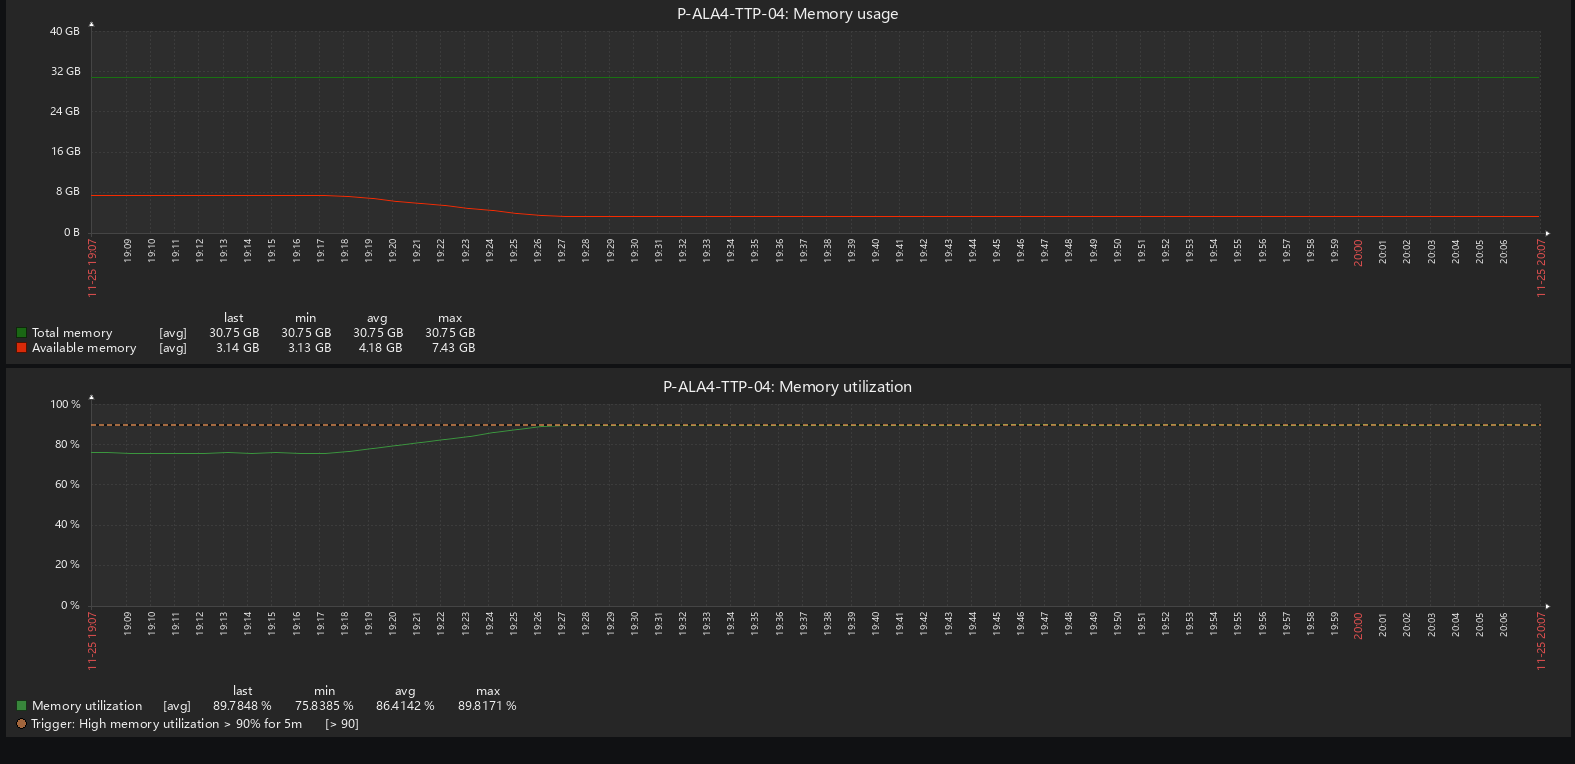 P-ALA4-TTP-04: Memory usage
40 GB
32 GB
24 GB
16 GB
8 GB
0 B
11-25 19:07 19:09 19:10 19:11 19:12 19:13 19:14 19:15 19:16 19:17 19:18 19:19 19:20 19:21 19:22 19:23 19:24 19:25 19:26 19:27 19:28 19:29 19:30 19:31 19:32 19:33 19:34 19:35 19:36 19:37 19:38 19:39 19:40 19:41 19:42 19:43 19:44 19:45 19:46 19:47 19:48 19:49 19:50 19:51 19:52 19:53 19:54 19:55 19:56 19:57 19:58 19:59 20:00 20:01 20:02 20:03 20:04 20:05 20:06 11-25 20:07
last min avg max
Total memory [avg] 30.75 GB 30.75 GB 30.75 GB 30.75 GB
Available memory [avg] 3.14 GB 3.13 GB 4.18 GB 7.43 GB
P-ALA4-TTP-04: Memory utilization
100 %
80 %
60 %
40 %
20 %
0 %
11-25 19:07 19:09 19:10 19:11 19:12 19:13 19:14 19:15 19:16 19:17 19:18 19:19 19:20 19:21 19:22 19:23 19:24 19:25 19:26 19:27 19:28 19:29 19:30 19:31 19:32 19:33 19:34 19:35 19:36 19:37 19:38 19:39 19:40 19:41 19:42 19:43 19:44 19:45 19:46 19:47 19:48 19:49 19:50 19:51 19:52 19:53 19:54 19:55 19:56 19:57 19:58 19:59 20:00 20:01 20:02 20:03 20:04 20:05 20:06 11-25 20:07
last min avg max
Memory utilization [avg] 89.7848 % 75.8385 % 86.4142 % 89.8171 %
Trigger: High memory utilization > 90% for 5m [> 90]